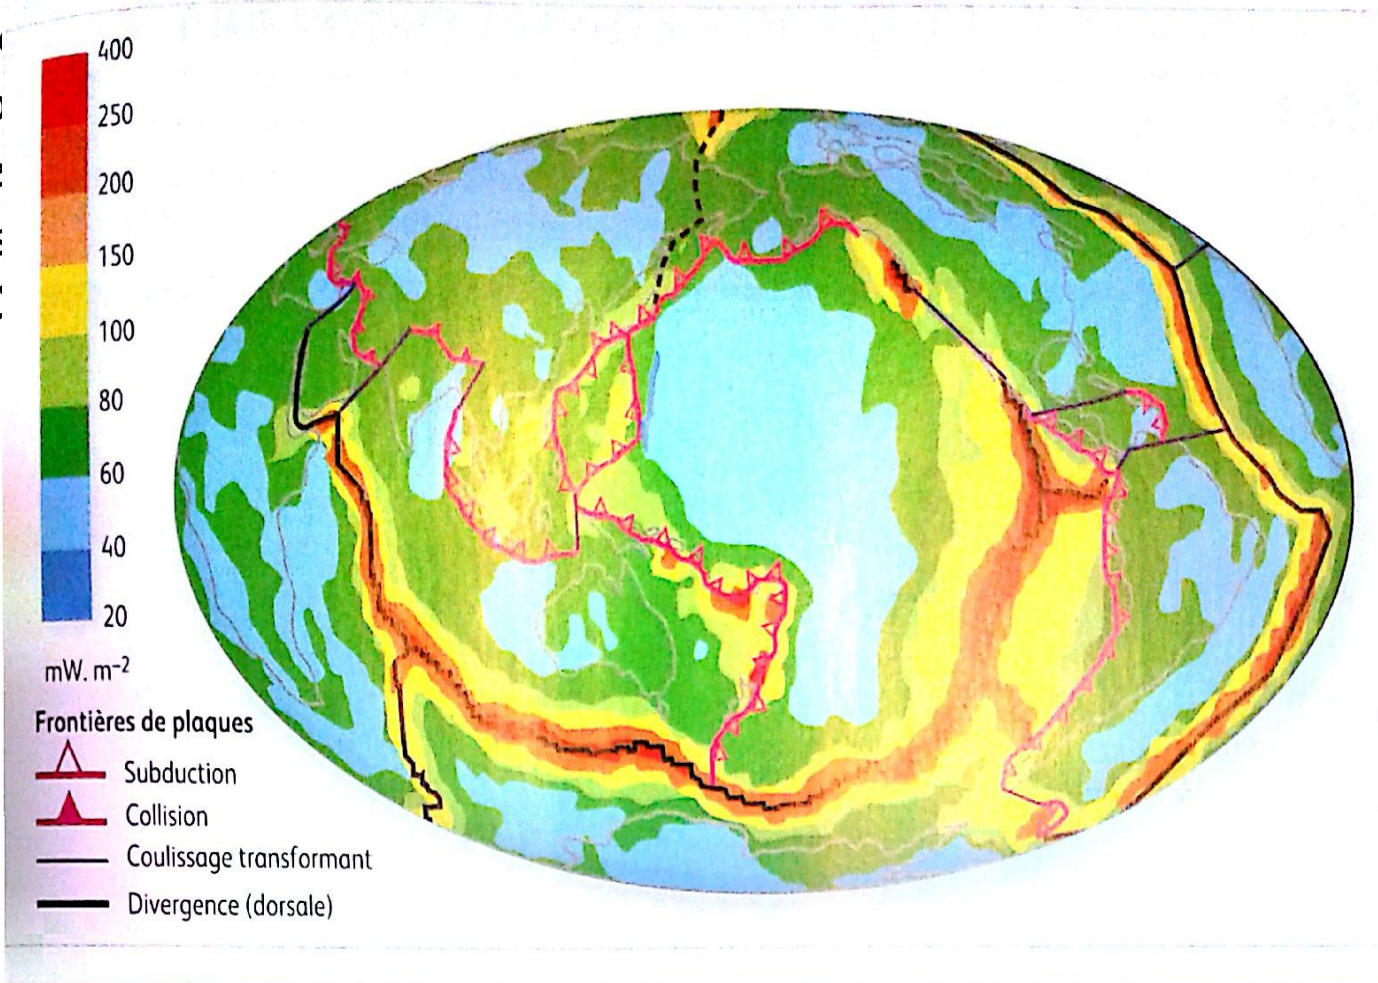 400
250
200
150
100
80
60
40
20
mW. m⁻²
Frontières de plaques
Subduction
Collision
Coulissage transformant
Divergence (dorsale)